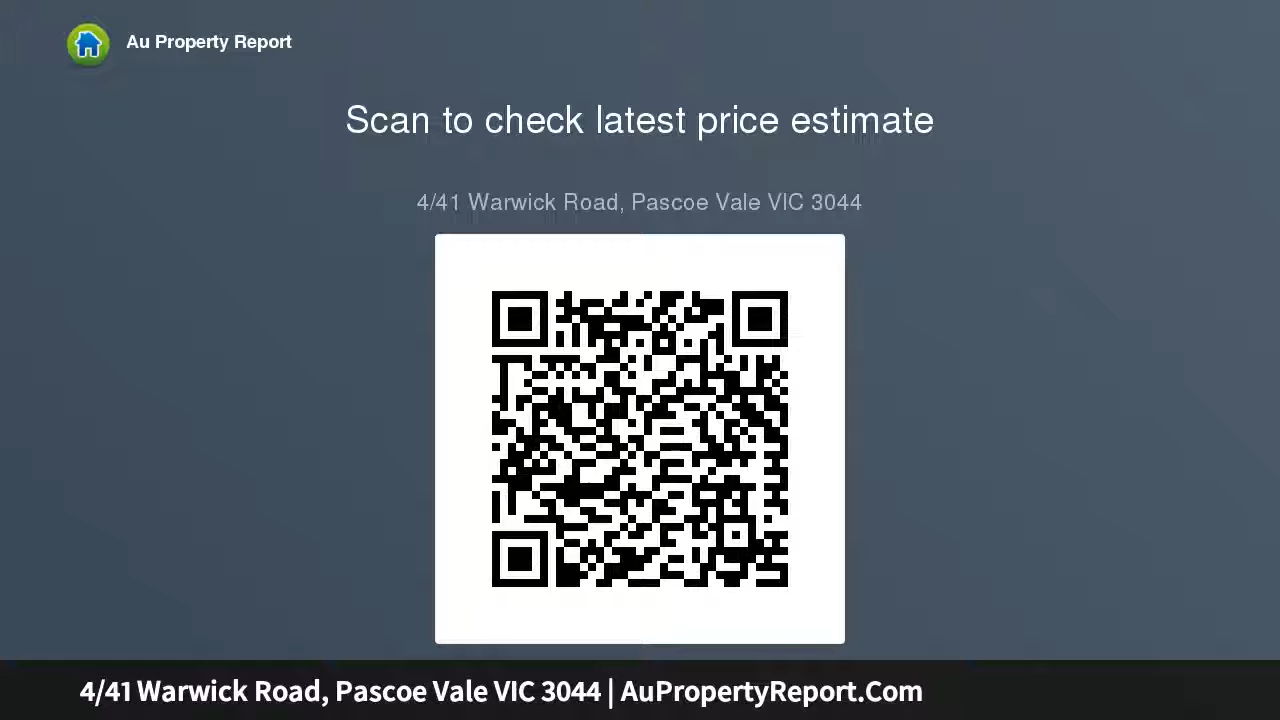 Au Property Report
Scan to check latest price estimate
4/41 Warwick Road, Pascoe Vale VIC 3044
4/41 Warwick Road, Pascoe Vale VIC 3044 | AuPropertyReport.Com